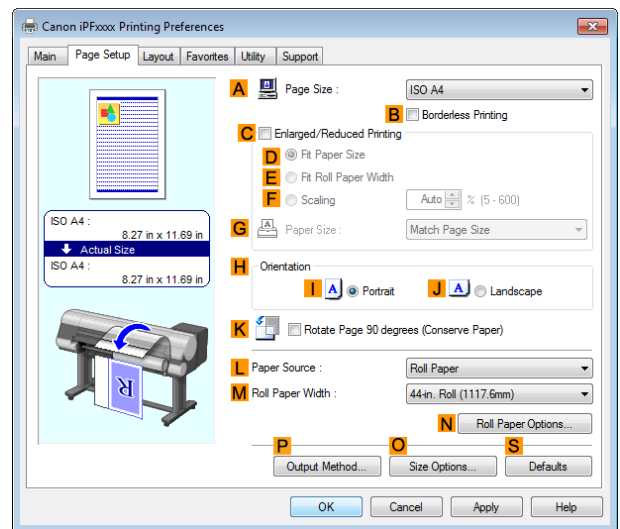 Canon iPFxxxx Printing Preferences
Main Page Setup Layout Favorites Utility Support
A Page Size : ISO A4
B Borderless Printing
C Enlarged/Reduced Printing
D Fit Paper Size
E Fit Roll Paper Width
F Scaling Auto % (5 - 600)
G A Paper Size : Match Page Size
ISO A4 :
8.27 in x 11.69 in
Actual Size
ISO A4 :
8.27 in x 11.69 in
H Orientation
I A Portrait J A Landscape
K Rotate Page 90 degrees (Conserve Paper)
R
L Paper Source : Roll Paper
M Roll Paper Width : 44-in. Roll (1117.6mm)
N Roll Paper Options...
P O S
Output Method... Size Options... Defaults
OK Cancel Apply Help